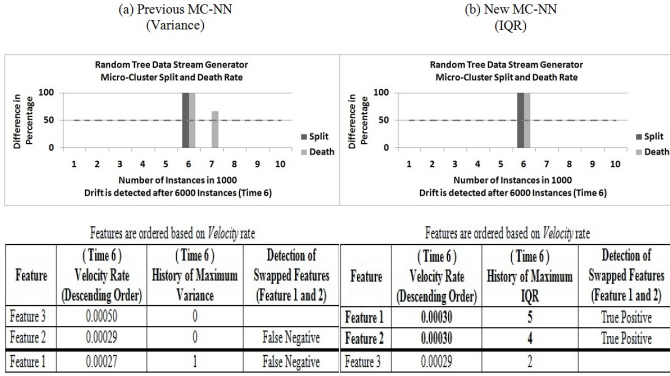 (a) Previous MC-NN
(Variance)
(b) New MC-NN
(IQR)
Random Tree Data Stream Generator
Micro-Cluster Split and Death Rate
Difference in
Percentage
100
50
0
1 2 3 4 5 6 7 8 9 10
Split
Death
Number of Instances in 1000
Drift is detected after 6000 Instances (Time 6)
Random Tree Data Stream Generator
Micro-Cluster Split and Death Rate
Difference in
Percentage
100
50
0
1 2 3 4 5 6 7 8 9 10
Split
Death
Number of Instances in 1000
Drift is detected after 6000 Instances (Time 6)
Features are ordered based on Velocity rate
Feature
( Time 6 )
Velocity Rate
(Descending Order)
( Time 6 )
History of Maximum
Variance
Detection of
Swapped Features
(Feature 1 and 2)
Feature 3 0.00050 0
Feature 2 0.00029 0 False Negative
Feature 1 0.00027 1 False Negative
Features are ordered based on Velocity rate
Feature
( Time 6 )
Velocity Rate
(Descending Order)
( Time 6 )
History of Maximum
IQR
Detection of
Swapped Features
(Feature 1 and 2)
Feature 1 0.00030 5 True Positive
Feature 2 0.00030 4 True Positive
Feature 3 0.00029 2